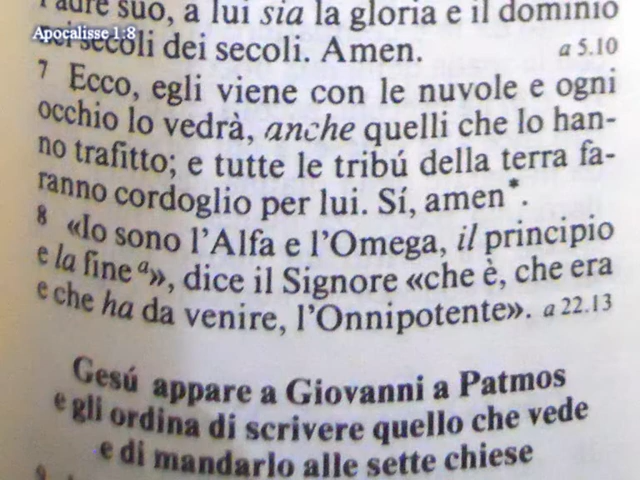 Padre suo, a lui sia la gloria e il dominio
Apocalisse 1:8
nei secoli dei secoli. Amen. a 5.10
7 Ecco, egli viene con le nuvole e ogni
occhio lo vedrà, anche quelli che lo han-
no trafitto; e tutte le tribú della terra fa-
ranno cordoglio per lui. Sí, amen*.
8 «Io sono l'Alfa e l'Omega, il principio
e la fine a», dice il Signore «che è, che era
e che ha da venire, l'Onnipotente». a 22.13
Gesú appare a Giovanni a Patmos
e gli ordina di scrivere quello che vede
e di mandarlo alle sette chiese
9